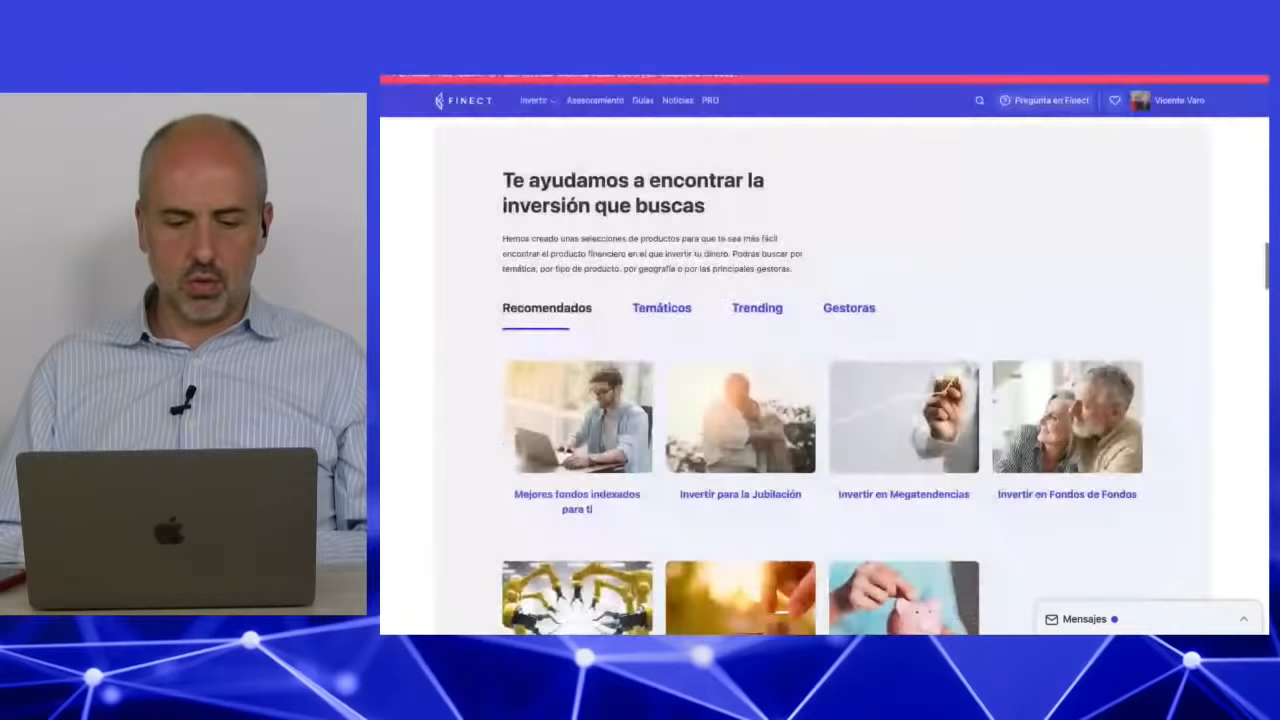 FINECT
Invertir
Asesoramiento
Guías
Noticias
PRO
Pregunta en Finect
Vicente Varo
Te ayudamos a encontrar la
inversión que buscas
Hemos creado unas selecciones de productos para que te sea más fácil
encontrar el producto financiero en el que invertir tu dinero. Podrás buscar por
temática, por tipo de producto, por geografía o por las principales gestoras.
Recomendados
Temáticos
Trending
Gestoras
Mejores fondos indexados
para ti
Invertir para la Jubilación
Invertir en Megatendencias
Invertir en Fondos de Fondos
Mensajes